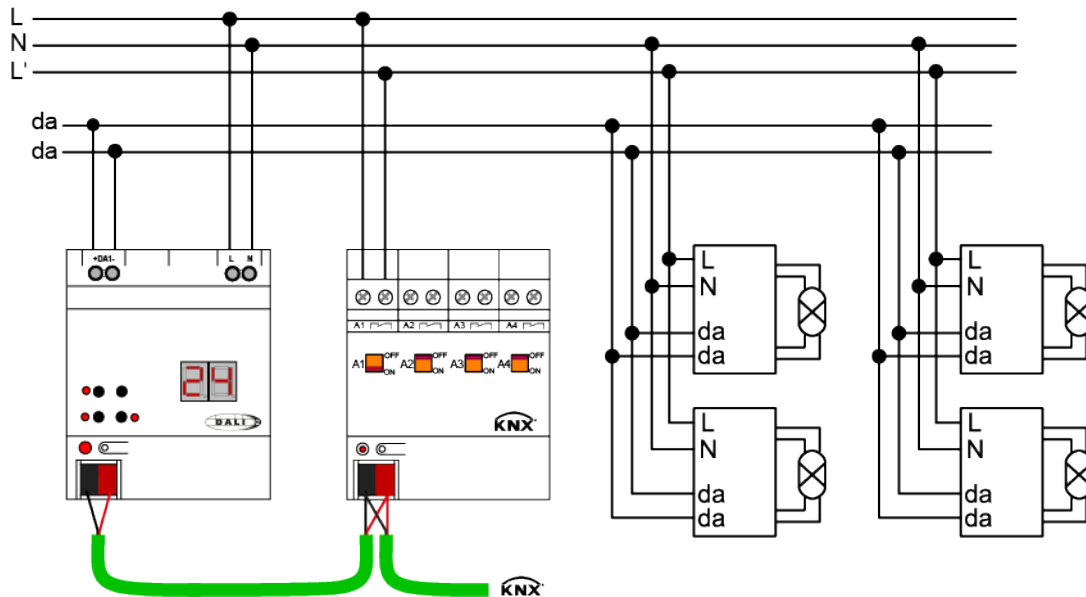 L
N
L'
da
da
+DA1- L N
24
DALI
A1 A2 A3 A4
OFF OFF OFF OFF
A1 A2 A3 A4
ON ON ON ON
KNX
KNX
L
N
da
da
L
N
da
da
L
N
da
da
L
N
da
da